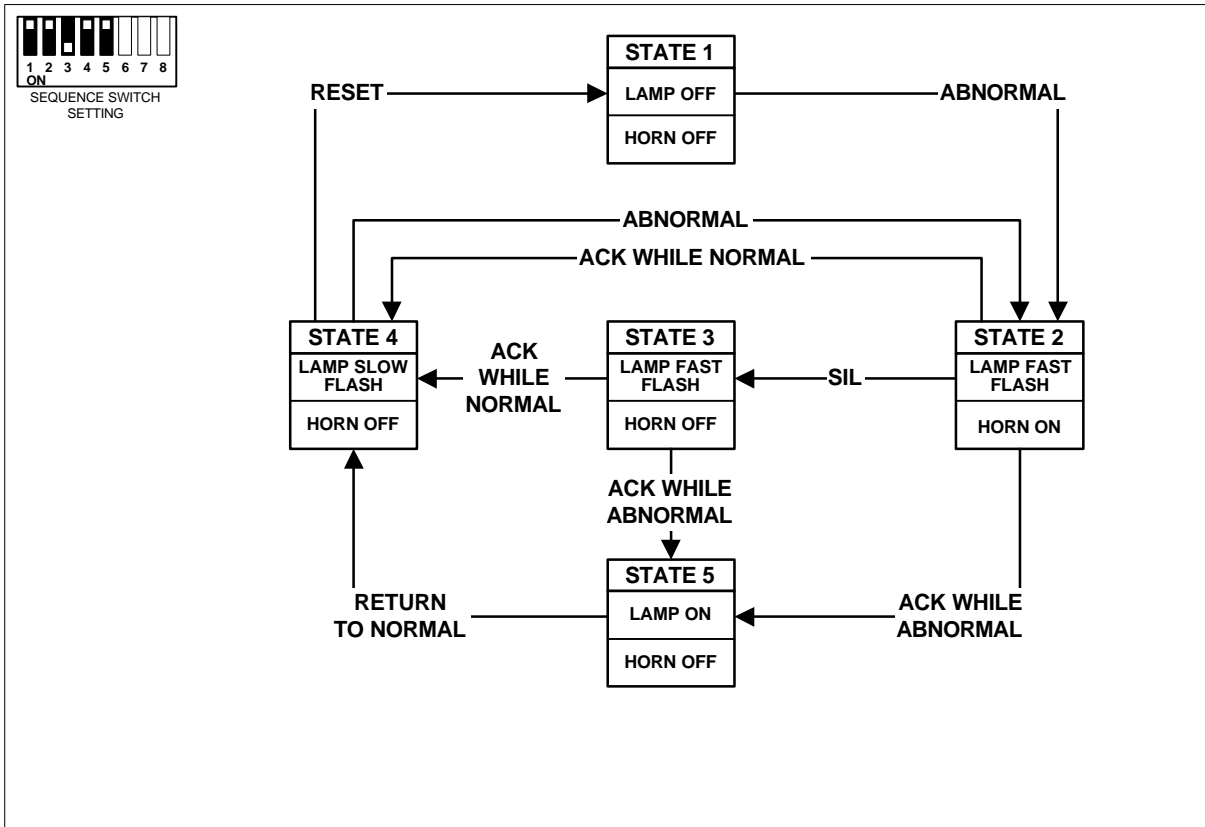 1 2 3 4 5 6 7 8
ON
SEQUENCE SWITCH
SETTING
STATE 1
LAMP OFF
HORN OFF
RESET
ABNORMAL
ABNORMAL
ACK WHILE NORMAL
STATE 4
LAMP SLOW
FLASH
HORN OFF
ACK
WHILE
NORMAL
STATE 3
LAMP FAST
FLASH
HORN OFF
SIL
STATE 2
LAMP FAST
FLASH
HORN ON
ACK WHILE
ABNORMAL
STATE 5
LAMP ON
HORN OFF
RETURN
TO NORMAL
ACK WHILE
ABNORMAL